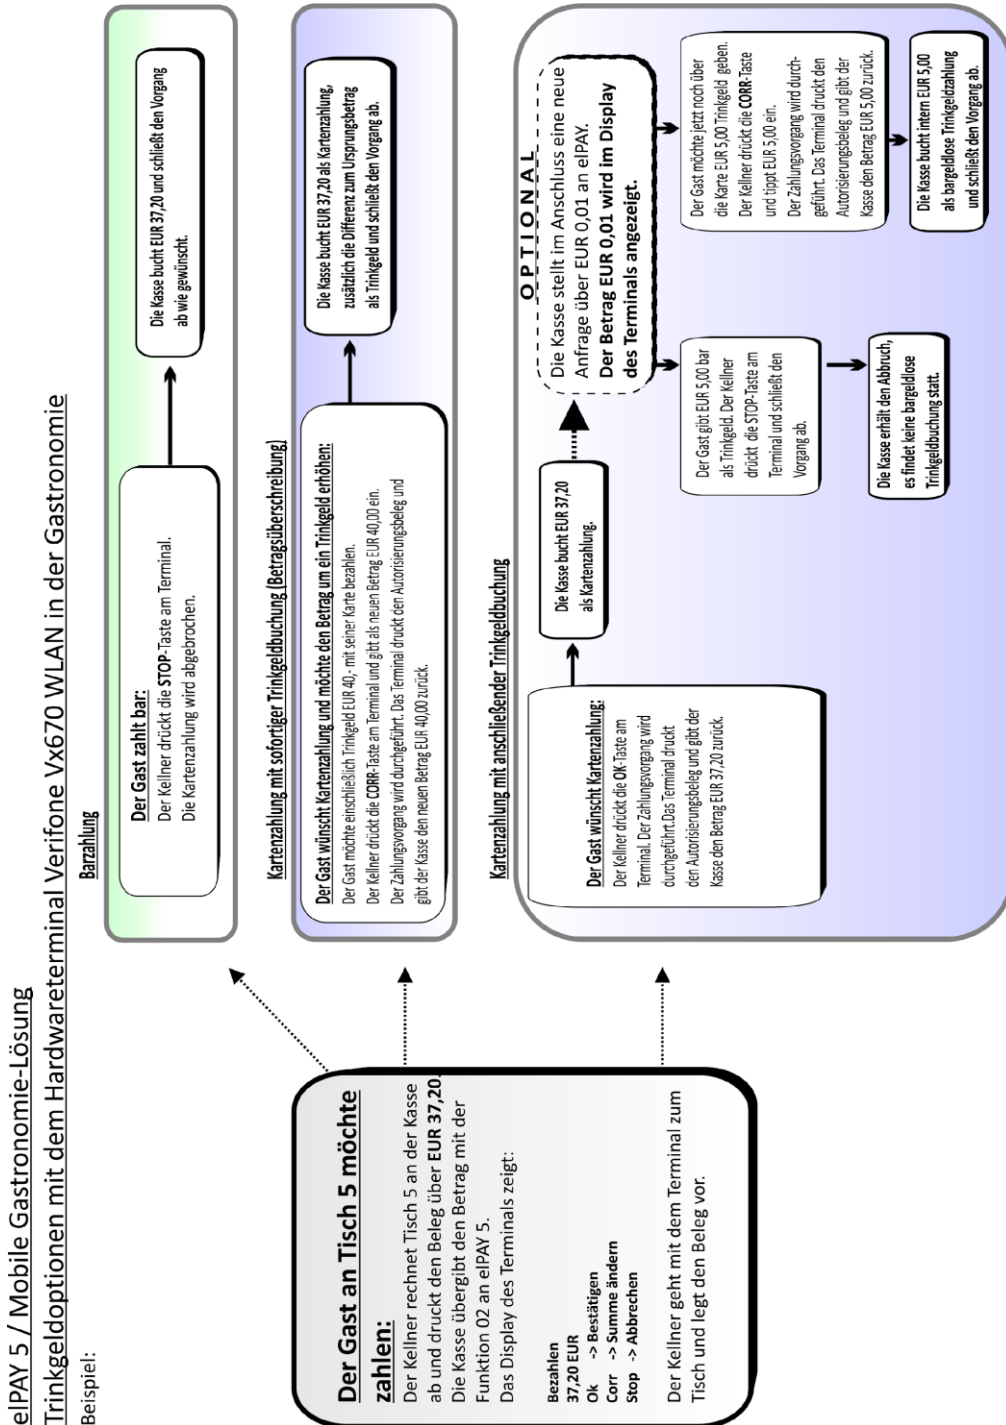 elPAY 5 / Mobile Gastronomie-Lösung
Trinkgeldoptionen mit dem Hardwareterminal Verifone Vx670 WLAN in der Gastronomie
Beispiel:
Der Gast an Tisch 5 möchte
zahlen:
Der Kellner rechnet Tisch 5 an der Kasse
ab und druckt den Beleg über EUR 37,20.
Die Kasse übergibt den Betrag mit der
Funktion 02 an elPAY 5.
Das Display des Terminals zeigt:
Bezahlen
37,20 EUR
Ok -> Bestätigen
Corr -> Summe ändern
Stop -> Abbrechen
Der Kellner geht mit dem Terminal zum
Tisch und legt den Beleg vor.
Barzahlung
Der Gast zahlt bar:
Der Kellner drückt die STOP-Taste am Terminal.
Die Kartenzahlung wird abgebrochen.
Die Kasse bucht EUR 37,20 und schließt den Vorgang
ab wie gewünscht.
Kartenzahlung mit sofortiger Trinkgeldbuchung (Betragsüberschreibung)
Der Gast wünscht Kartenzahlung und möchte den Betrag um ein Trinkgeld erhöhen:
Der Gast möchte einschließlich Trinkgeld EUR 40,- mit seiner Karte bezahlen.
Der Kellner drückt die CORR-Taste am Terminal und gibt als neuen Betrag EUR 40,00 ein.
Der Zahlungsvorgang wird durchgeführt. Das Terminal druckt den Autorisierungsbeleg und
gibt der Kasse den neuen Betrag EUR 40,00 zurück.
Die Kasse bucht EUR 37,20 als Kartenzahlung,
zusätzlich die Differenz zum Ursprungsbetrag
als Trinkgeld und schließt den Vorgang ab.
Kartenzahlung mit anschließender Trinkgeldbuchung
Der Gast wünscht Kartenzahlung:
Der Kellner drückt die OK-Taste am
Terminal. Der Zahlungsvorgang wird
durchgeführt.Das Terminal druckt
den Autorisierungsbeleg und gibt der
Kasse den Betrag EUR 37,20 zurück.
Die Kasse bucht EUR 37,20
als Kartenzahlung.
OPTIONAL
Die Kasse stellt im Anschluss eine neue
Anfrage über EUR 0,01 an elPAY.
Der Betrag EUR 0,01 wird im Display
des Terminals angezeigt.
Der Gast gibt EUR 5,00 bar
als Trinkgeld. Der Kellner
drückt die STOP-Taste am
Terminal und schließt den
Vorgang ab.
Die Kasse erhält den Abbruch,
es findet keine bargeldlose
Trinkgeldbuchung statt.
Der Gast möchte jetzt noch über
die Karte EUR 5,00 Trinkgeld geben.
Der Kellner drückt die CORR-Taste
und tippt EUR 5,00 ein.
Der Zahlungsvorgang wird durch-
geführt. Das Terminal druckt den
Autorisierungsbeleg und gibt der
Kasse den Betrag EUR 5,00 zurück.
Die Kasse bucht intern EUR 5,00
als bargeldlose Trinkgeldzahlung
und schließt den Vorgang ab.